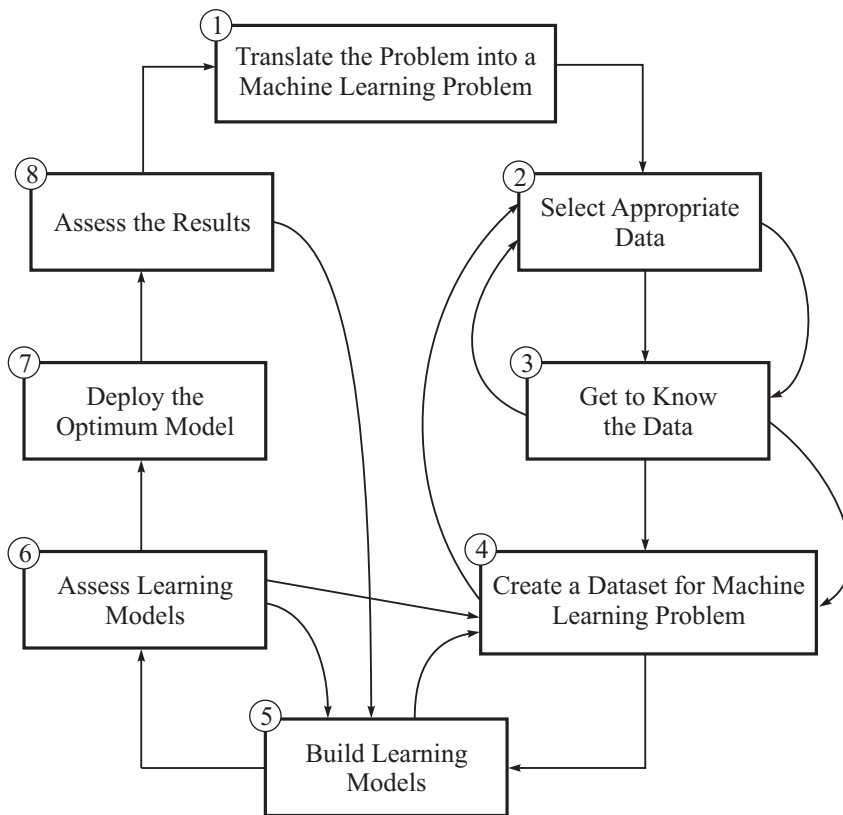 1
Translate the Problem into a
Machine Learning Problem
2
Select Appropriate
Data
3
Get to Know
the Data
4
Create a Dataset for Machine
Learning Problem
5
Build Learning
Models
6
Assess Learning
Models
7
Deploy the
Optimum Model
8
Assess the Results